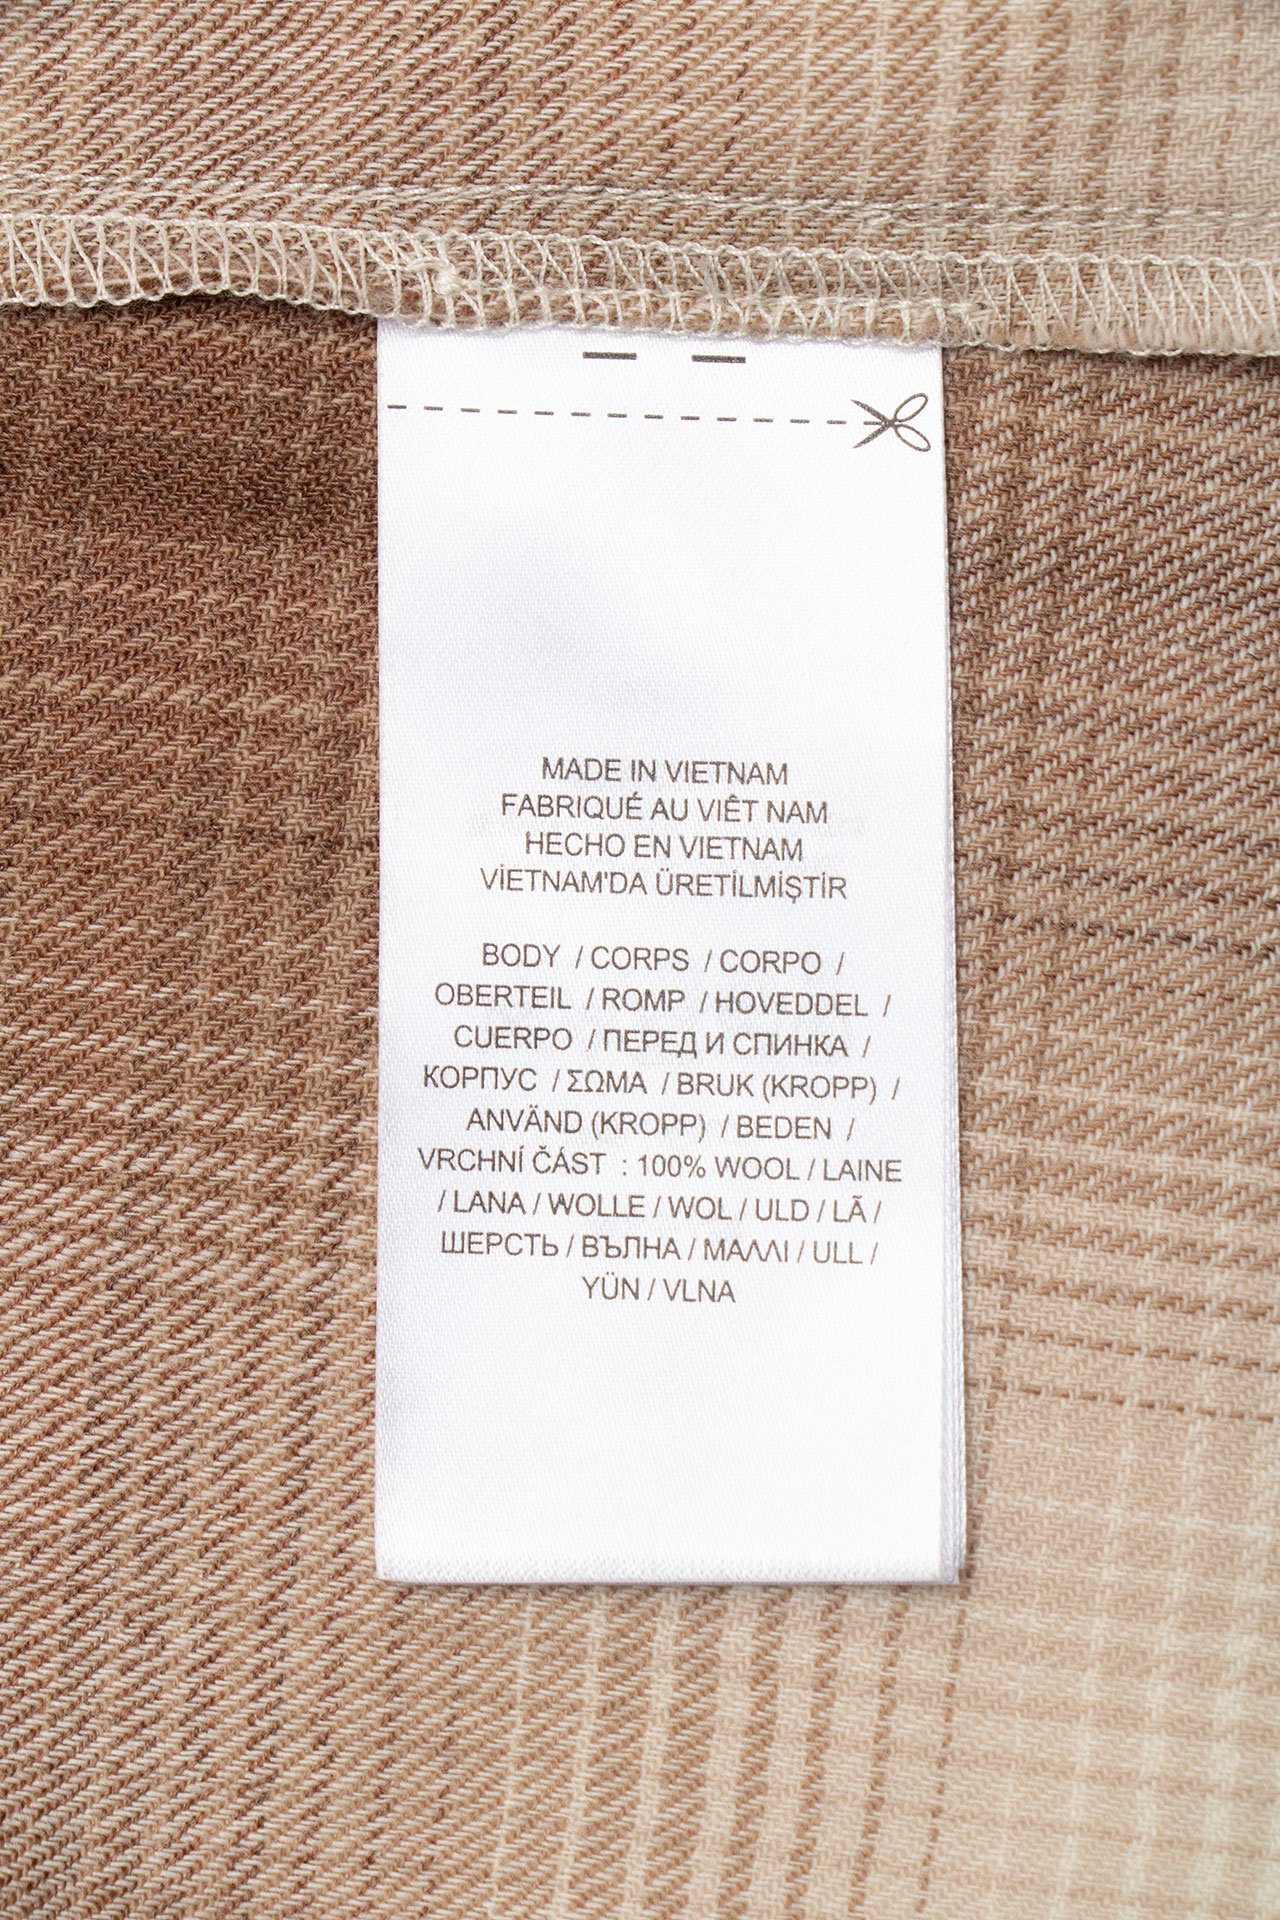 MADE IN VIETNAM
FABRIQUÉ AU VIÊT NAM
HECHO EN VIETNAM
VİETNAM'DA ÜRETİLMİŞTİR
BODY / CORPS / CORPO /
OBERTEIL / ROMP / HOVEDDEL /
CUERPO / ПЕРЕД И СПИНКА /
КОРПУС / ΣΩΜΑ / BRUK (KROPP) /
ANVÄND (KROPP) / BEDEN /
VRCHNÍ ČÁST : 100% WOOL / LAINE
/ LANA / WOLLE / WOL / ULD / LÃ /
ШЕРСТЬ / ВЪЛНА / ΜΑΛΛΙ / ULL /
YÜN / VLNA